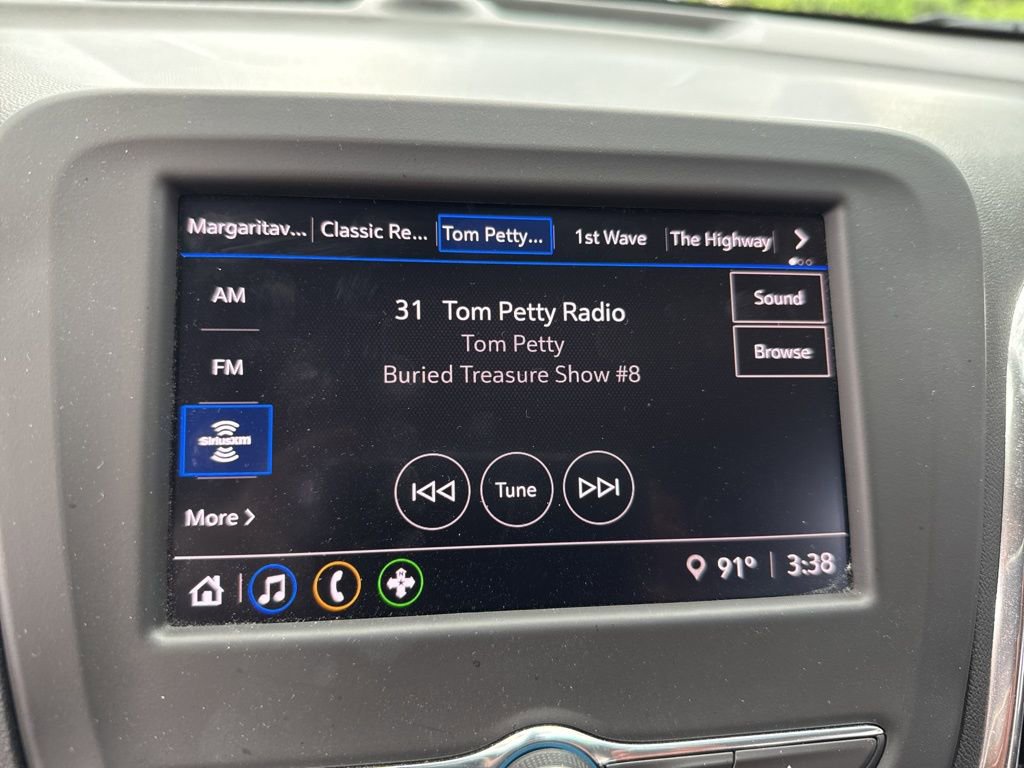 Margaritav... Classic Re... Tom Petty... 1st Wave The Highway
AM
31 Tom Petty Radio
Sound
Tom Petty
Browse
FM
Buried Treasure Show #8
SiriusXM
Tune
More
91° 3:38
N